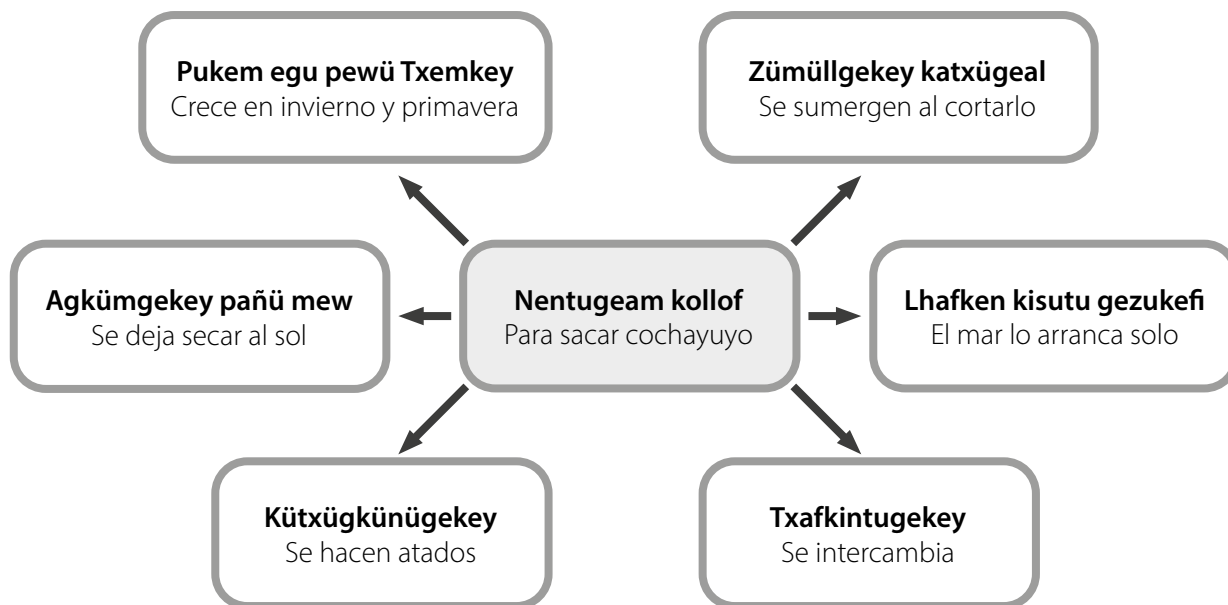 Pukem egu pewü Txemkey
Crece en invierno y primavera
Zümüllgekey katxügeal
Se sumergen al cortarlo
Agkümgekey pañü mew
Se deja secar al sol
Nentugeam kollof
Para sacar cochayuyo
Lhafken kisutu gezukefi
El mar lo arranca solo
Kütxügkünügekey
Se hacen atados
Txafkintugekey
Se intercambia